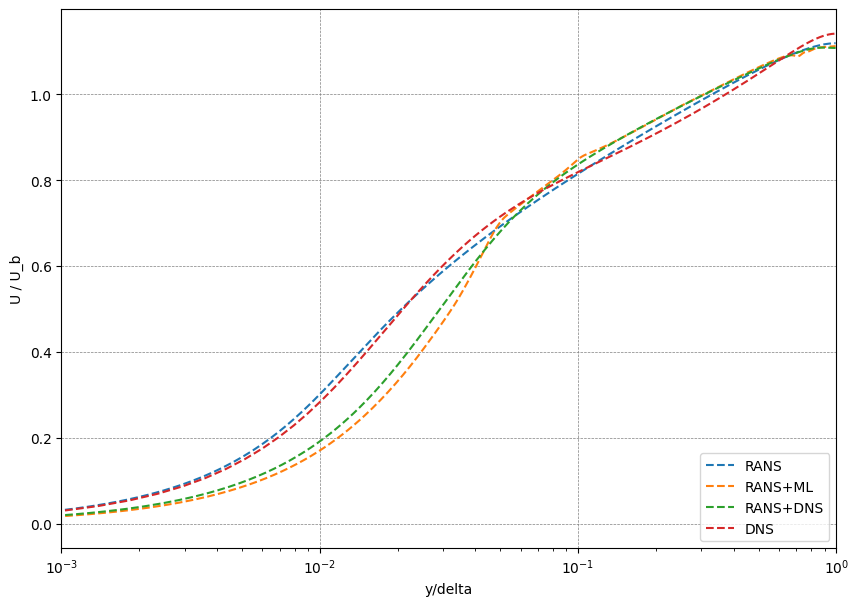 1.0
0.8
0.6
0.4
0.2
0.0
U / U_b
10⁻³
10⁻²
10⁻¹
10⁰
y/delta
RANS
RANS+ML
RANS+DNS
DNS